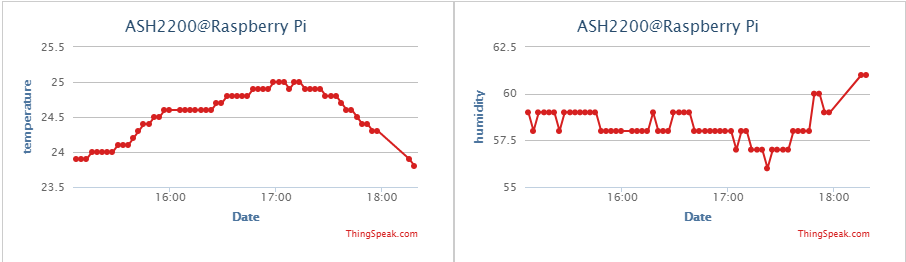 ASH2200@Raspberry Pi
25.5
25
24.5
24
23.5
temperature
16:00 17:00 18:00
Date
ThingSpeak.com
ASH2200@Raspberry Pi
62.5
60
57.5
55
humidity
16:00 17:00 18:00
Date
ThingSpeak.com